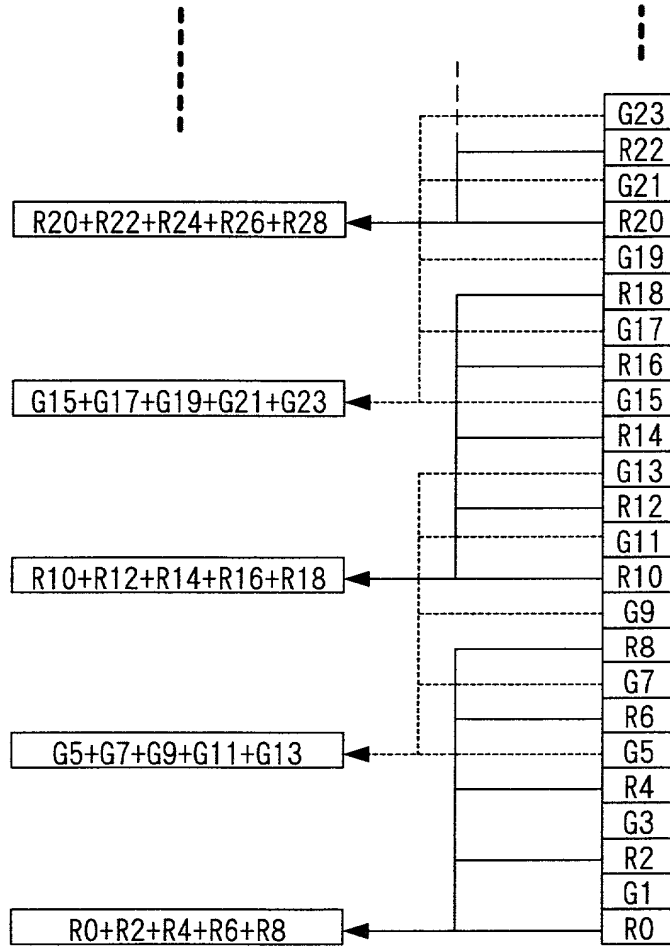 G23
R22
G21
R20+R22+R24+R26+R28
R20
G19
R18
G17
R16
G15+G17+G19+G21+G23
G15
R14
G13
R12
G11
R10+R12+R14+R16+R18
R10
G9
R8
G7
R6
G5+G7+G9+G11+G13
G5
R4
G3
R2
G1
R0+R2+R4+R6+R8
R0